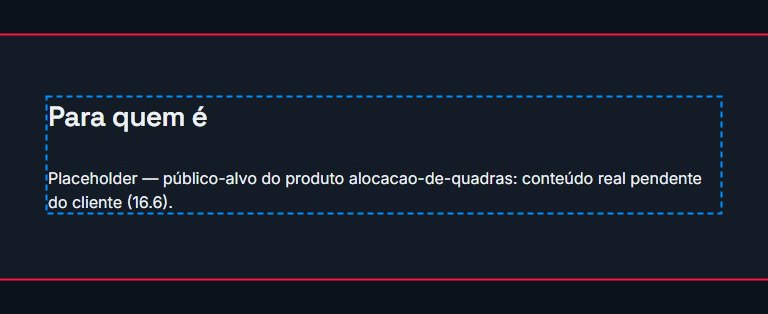 Para quem é
Placeholder — público-alvo do produto alocacao-de-quadras: conteúdo real pendente
do cliente (16.6).